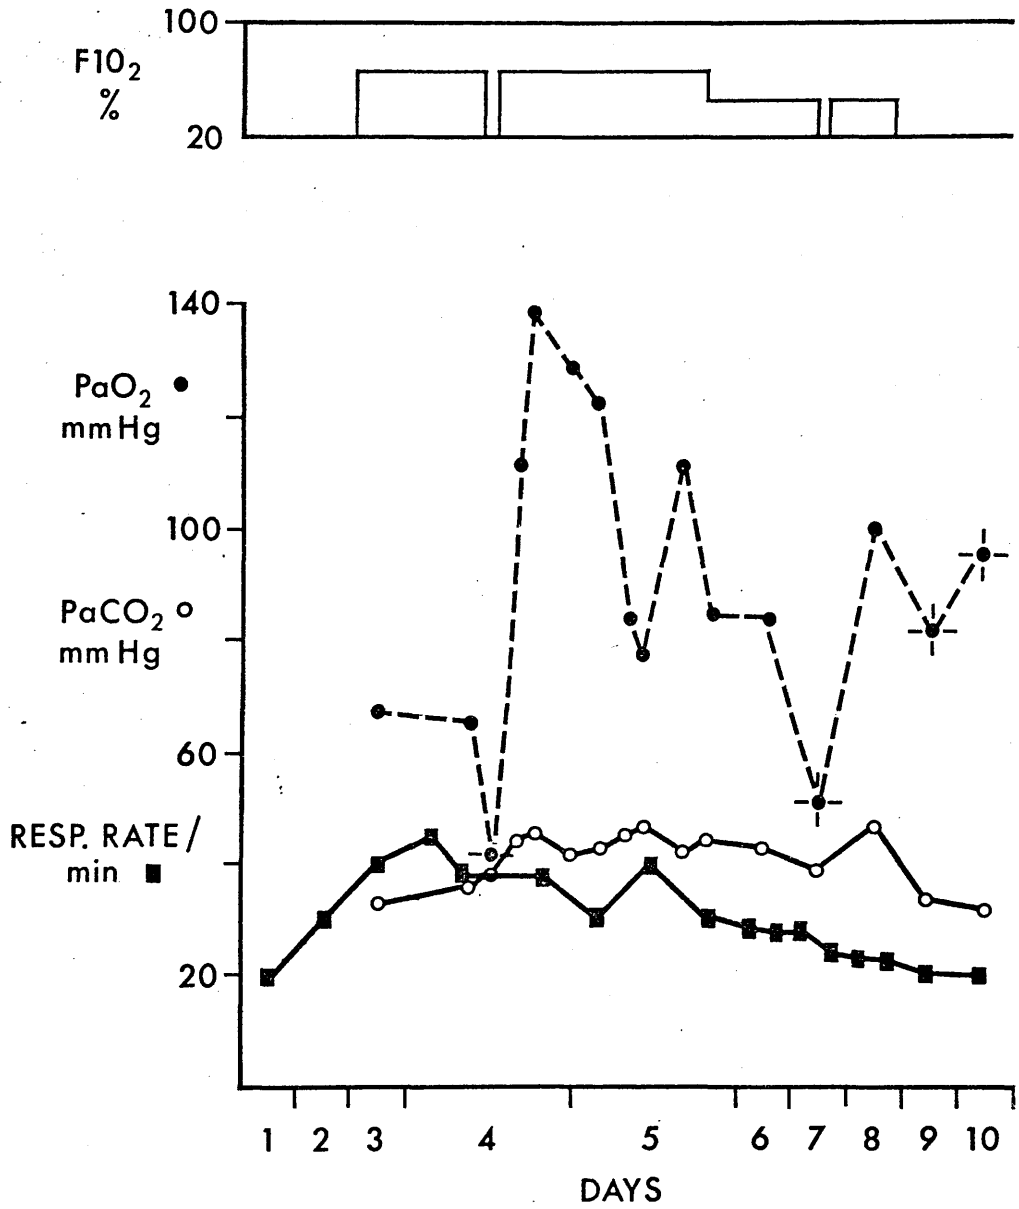 100
F10₂
%
20
140
PaO₂ ●
mm Hg
100
PaCO₂ ○
mm Hg
60
RESP. RATE/
min ■
20
1 2 3 4 5 6 7 8 9 10
DAYS